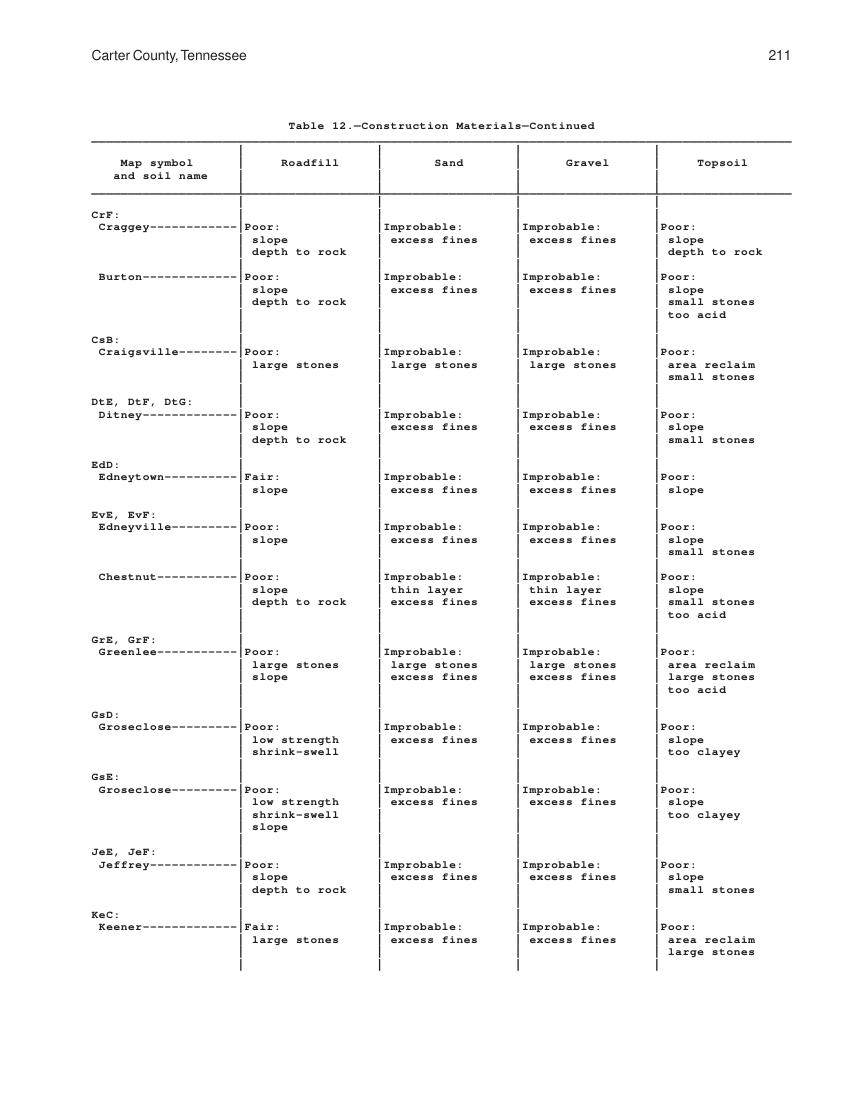 Carter County, Tennessee 211
Table 12.—Construction Materials—Continued
Map symbol Roadfill Sand Gravel Topsoil
and soil name
CrF:
Craggey------------ Poor: Improbable: Improbable: Poor:
slope excess fines excess fines slope
depth to rock depth to rock
Burton------------- Poor: Improbable: Improbable: Poor:
slope excess fines excess fines slope
depth to rock small stones
too acid
CsB:
Craigsville-------- Poor: Improbable: Improbable: Poor:
large stones large stones large stones area reclaim
small stones
DtE, DtF, DtG:
Ditney------------- Poor: Improbable: Improbable: Poor:
slope excess fines excess fines slope
depth to rock small stones
EdD:
Edneytown---------- Fair: Improbable: Improbable: Poor:
slope excess fines excess fines slope
EvE, EvF:
Edneyville--------- Poor: Improbable: Improbable: Poor:
slope excess fines excess fines slope
small stones
Chestnut----------- Poor: Improbable: Improbable: Poor:
slope thin layer thin layer slope
depth to rock excess fines excess fines small stones
too acid
GrE, GrF:
Greenlee----------- Poor: Improbable: Improbable: Poor:
large stones large stones large stones area reclaim
slope excess fines excess fines large stones
too acid
GsD:
Groseclose--------- Poor: Improbable: Improbable: Poor:
low strength excess fines excess fines slope
shrink-swell too clayey
GsE:
Groseclose--------- Poor: Improbable: Improbable: Poor:
low strength excess fines excess fines slope
shrink-swell too clayey
slope
JeE, JeF:
Jeffrey------------ Poor: Improbable: Improbable: Poor:
slope excess fines excess fines slope
depth to rock small stones
KeC:
Keener------------- Fair: Improbable: Improbable: Poor:
large stones excess fines excess fines area reclaim
large stones